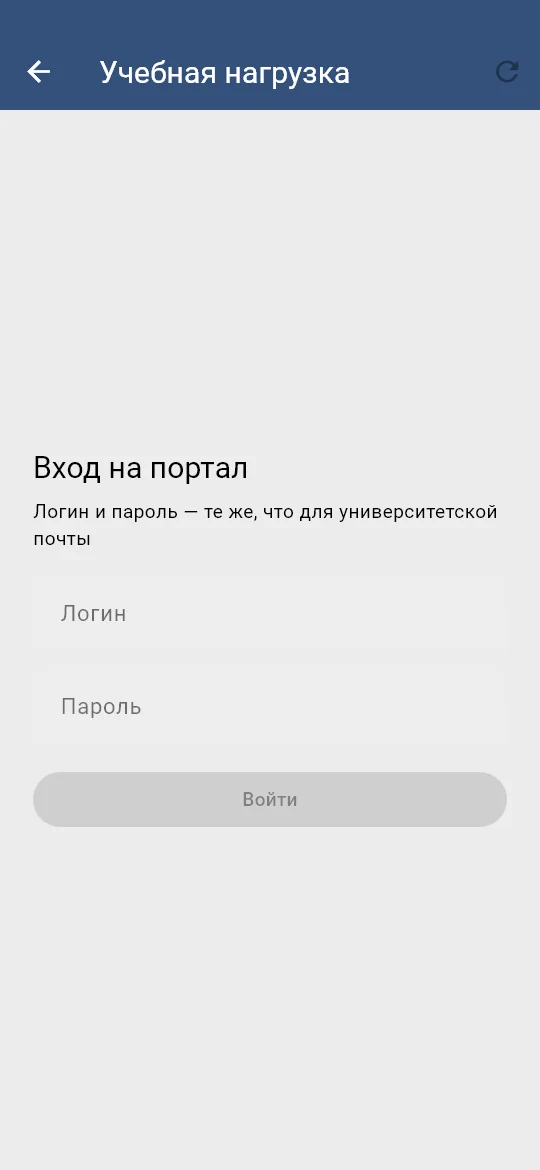 Учебная нагрузка
Вход на портал
Логин и пароль — те же, что для университетской
почты
Логин
Пароль
Войти